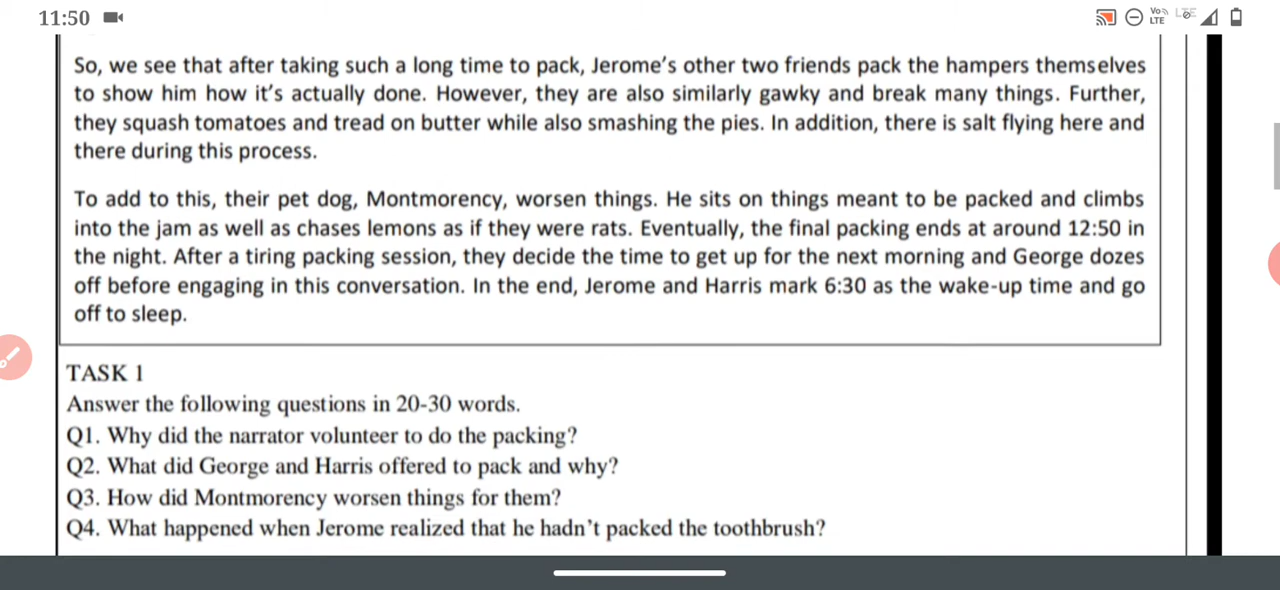 11:50
Vo LTE LTE
So, we see that after taking such a long time to pack, Jerome's other two friends pack the hampers themselves
to show him how it's actually done. However, they are also similarly gawky and break many things. Further,
they squash tomatoes and tread on butter while also smashing the pies. In addition, there is salt flying here and
there during this process.
To add to this, their pet dog, Montmorency, worsen things. He sits on things meant to be packed and climbs
into the jam as well as chases lemons as if they were rats. Eventually, the final packing ends at around 12:50 in
the night. After a tiring packing session, they decide the time to get up for the next morning and George dozes
off before engaging in this conversation. In the end, Jerome and Harris mark 6:30 as the wake-up time and go
off to sleep.
TASK 1
Answer the following questions in 20-30 words.
Q1. Why did the narrator volunteer to do the packing?
Q2. What did George and Harris offered to pack and why?
Q3. How did Montmorency worsen things for them?
Q4. What happened when Jerome realized that he hadn't packed the toothbrush?